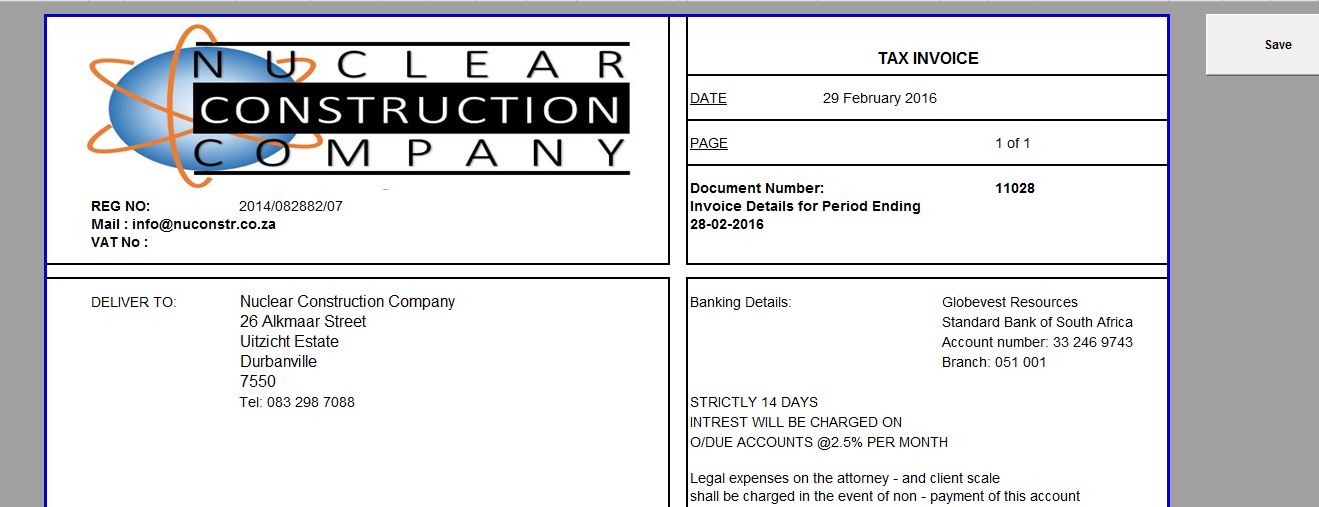 NUCLEAR
CONSTRUCTION
COMPANY
REG NO: 2014/082882/07
Mail : info@nuconstr.co.za
VAT No :
TAX INVOICE
DATE 29 February 2016
PAGE 1 of 1
Document Number: 11028
Invoice Details for Period Ending
28-02-2016
Save
DELIVER TO: Nuclear Construction Company
26 Alkmaar Street
Uitzicht Estate
Durbanville
7550
Tel: 083 298 7088
Banking Details: Globevest Resources
Standard Bank of South Africa
Account number: 33 246 9743
Branch: 051 001
STRICTLY 14 DAYS
INTREST WILL BE CHARGED ON
O/DUE ACCOUNTS @2.5% PER MONTH
Legal expenses on the attorney - and client scale
shall be charged in the event of non - payment of this account